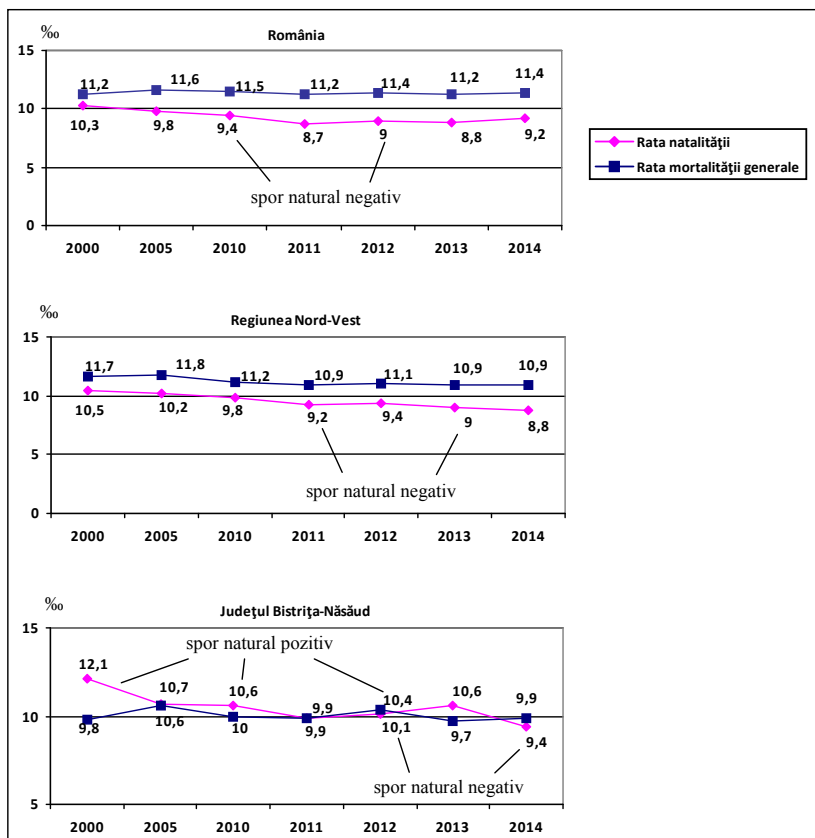 ‰
România
15
11,2 11,6 11,5 11,2 11,4 11,2 11,4
10
10,3 9,8 9,4 8,7 9 8,8 9,2
5
spor natural negativ
0
2000 2005 2010 2011 2012 2013 2014
Rata natalităţii
Rata mortalităţii generale
‰
Regiunea Nord-Vest
15
11,7 11,8 11,2 10,9 11,1 10,9 10,9
10
10,5 10,2 9,8 9,2 9,4 9 8,8
5
spor natural negativ
0
2000 2005 2010 2011 2012 2013 2014
‰
Judeţul Bistriţa-Năsăud
15
spor natural pozitiv
12,1 10,7 10,6 9,9 10,4 10,6 9,9
10
9,8 10,6 10 9,9 10,1 9,7 9,4
spor natural negativ
5
2000 2005 2010 2011 2012 2013 2014